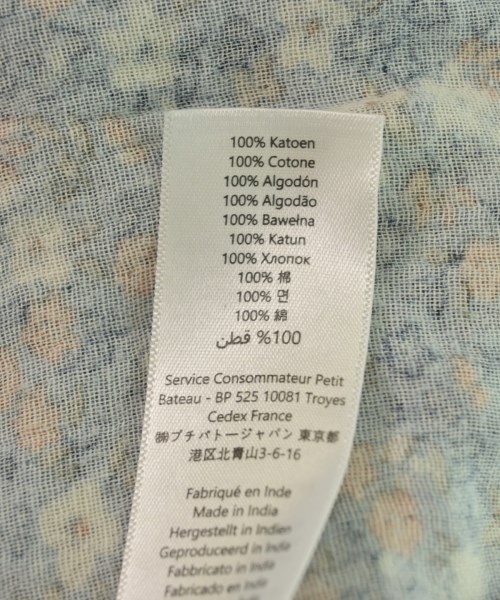 100% Katoen
100% Cotone
100% Algodón
100% Algodão
100% Bawełna
100% Katun
100% Хлопок
100% 棉
100% 면
100% 綿
100% قطن
Service Consommateur Petit
Bateau - BP 525 10081 Troyes
Cedex France
㈱プチバトージャパン 東京都
港区北青山3-6-16
Fabriqué en Inde
Made in India
Hergestellt in Indien
Geproduceerd in India
Fabbricato in India
Fabricado en India